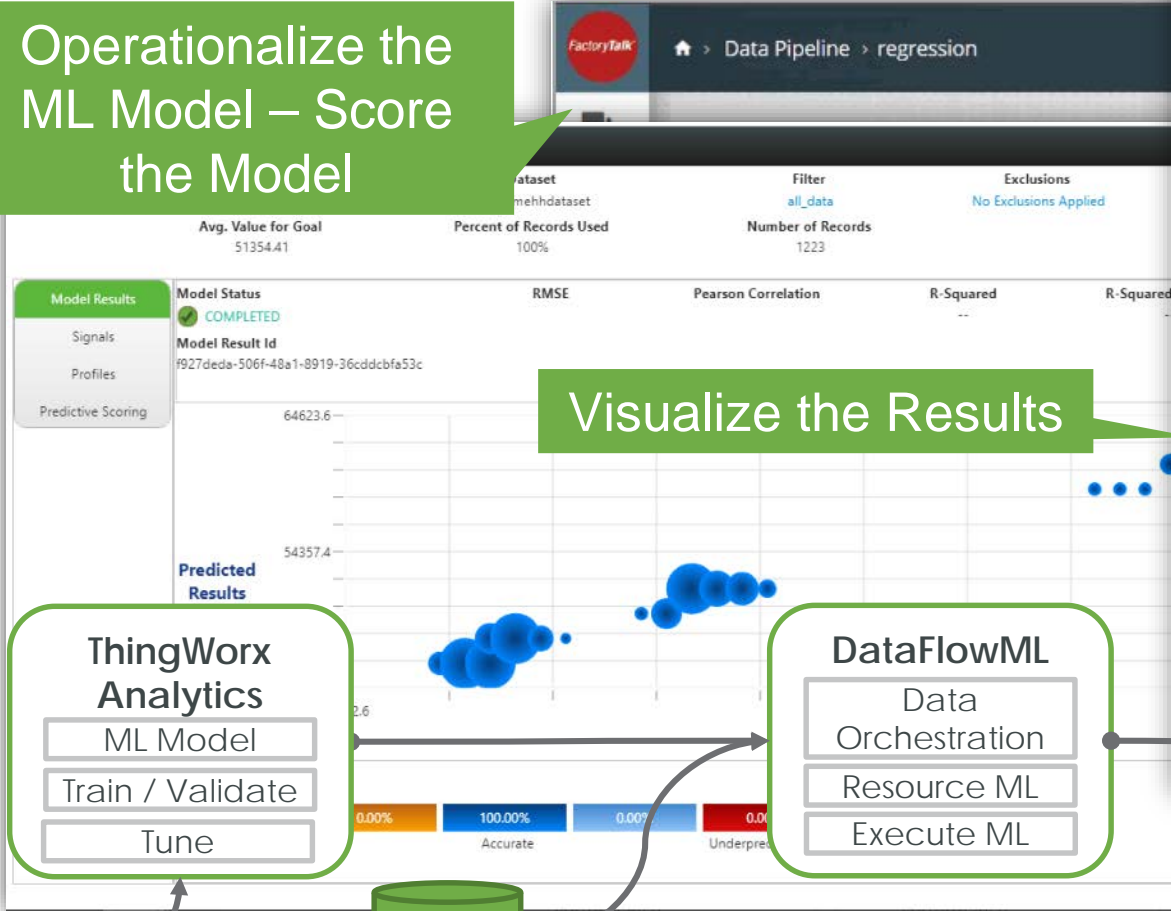 Operationalize the
ML Model – Score
the Model
FactoryTalk
Data Pipeline > regression
Filter
Exclusions
all_data
No Exclusions Applied
Avg. Value for Goal
Percent of Records Used
Number of Records
51354.41
100%
1223
Model Results
Signals
Profiles
Predictive Scoring
Model Status
RMSE
Pearson Correlation
R-Squared
R-Squared
COMPLETED
--
Model Result Id
f927deda-506f-48a1-8919-36cddcbfa53c
Visualize the Results
64623.6
54357.4
Predicted
Results
2.6
ThingWorx
Analytics
ML Model
Train / Validate
Tune
DataFlowML
Data
Orchestration
Resource ML
Execute ML
0.00%
100.00%
0.00%
0.00
Accurate
Underpred